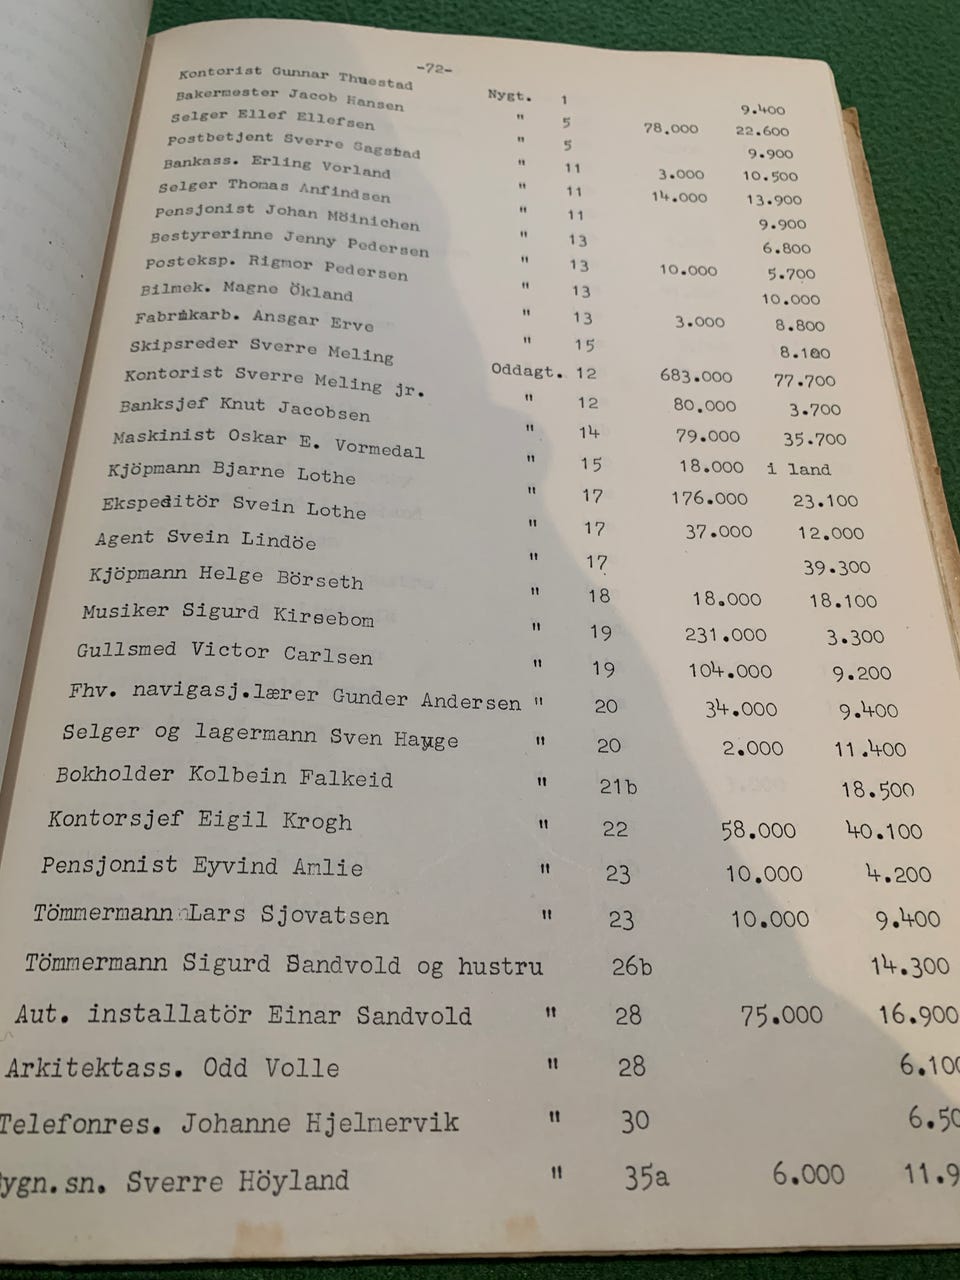 -72-
Kontorist Gunnar Thuestad Nygt. 1 9.400
Bakermester Jacob Hansen " 5 78.000 22.600
Selger Ellef Ellefsen " 5 9.900
Postbetjent Sverre Sagstad " 11 3.000 10.500
Bankass. Erling Vorland " 11 14.000 13.900
Selger Thomas Anfindsen " 11 9.900
Pensjonist Johan Möinichen " 13 6.800
Bestyrerinne Jenny Pedersen " 13 10.000 5.700
Posteksp. Rigmor Pedersen " 13 10.000
Bilmek. Magne Ökland " 13 3.000 8.800
Fabrikarb. Ansgar Erve " 15 8.100
Skipsreder Sverre Meling Oddagt. 12 683.000 77.700
Kontorist Sverre Meling jr. " 12 80.000 3.700
Banksjef Knut Jacobsen " 14 79.000 35.700
Maskinist Oskar E. Vormedal " 15 18.000 i land
Kjöpmann Bjarne Lothe " 17 176.000 23.100
Ekspeditör Svein Lothe " 17 37.000 12.000
Agent Svein Lindöe " 17 39.300
Kjöpmann Helge Börseth " 18 18.000 18.100
Musiker Sigurd Kirsebom " 19 231.000 3.300
Gullsmed Victor Carlsen " 19 104.000 9.200
Fhv. navigasj.lærer Gunder Andersen " 20 34.000 9.400
Selger og lagermann Sven Hauge " 20 2.000 11.400
Bokholder Kolbein Falkeid " 21b 18.500
Kontorsjef Eigil Krogh " 22 58.000 40.100
Pensjonist Eyvind Amlie " 23 10.000 4.200
Tömmermann Lars Sjovatsen " 23 10.000 9.400
Tömmermann Sigurd Sandvold og hustru 26b 14.300
Aut. installatör Einar Sandvold " 28 75.000 16.900
Arkitektass. Odd Volle " 28 6.100
Telefonres. Johanne Hjelmervik " 30 6.50
ygn.sn. Sverre Höyland " 35a 6.000 11.9